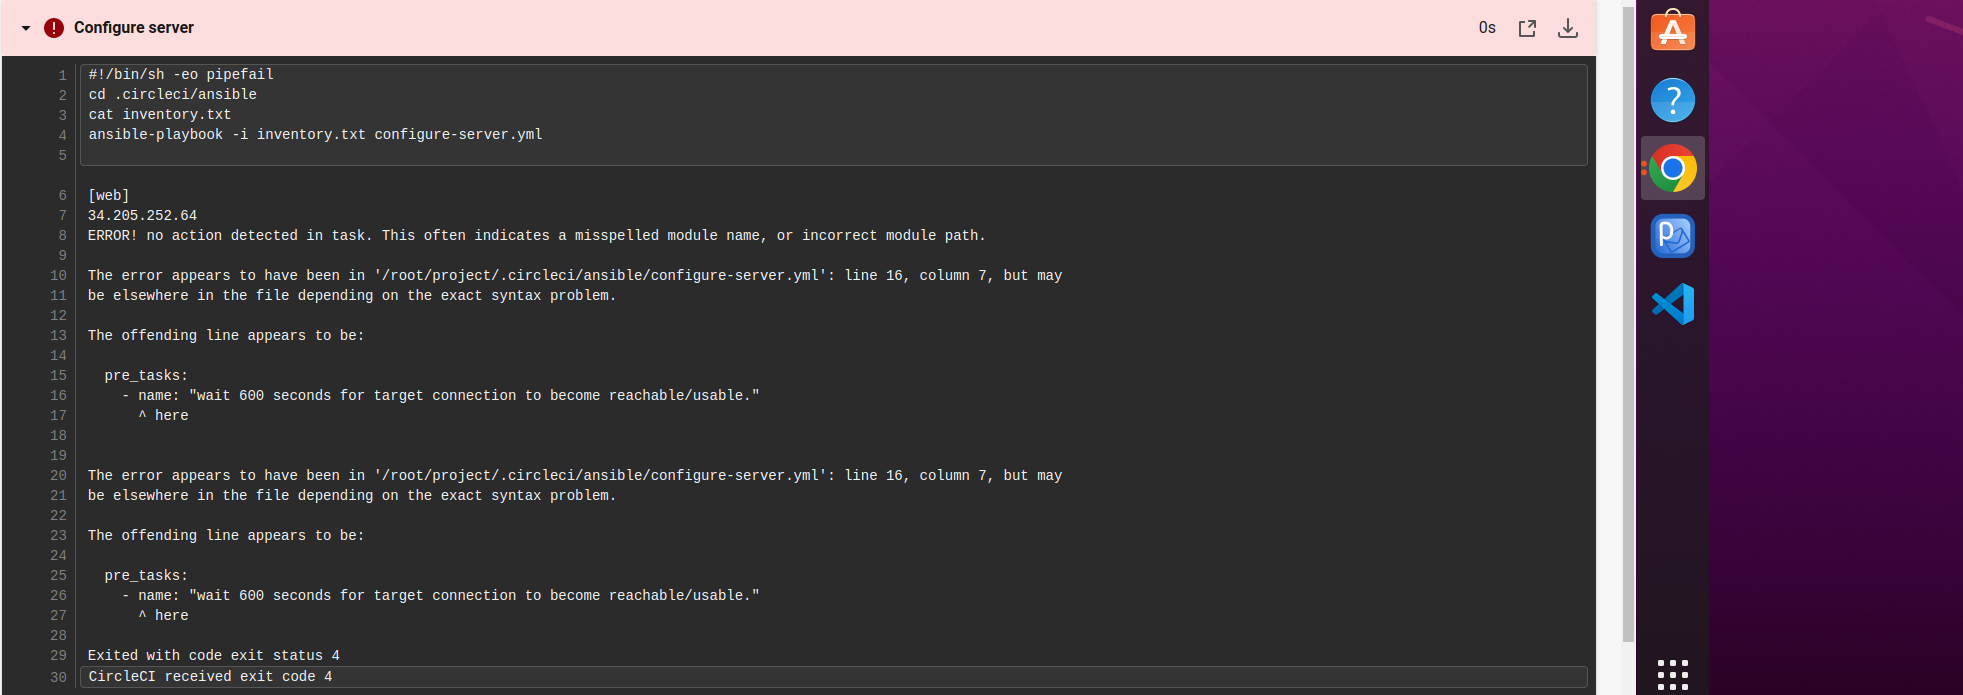 Configure server
0s
1 #!/bin/sh -eo pipefail
2 cd .circleci/ansible
3 cat inventory.txt
4 ansible-playbook -i inventory.txt configure-server.yml
5
6 [web]
7 34.205.252.64
8 ERROR! no action detected in task. This often indicates a misspelled module name, or incorrect module path.
9
10 The error appears to have been in '/root/project/.circleci/ansible/configure-server.yml': line 16, column 7, but may
11 be elsewhere in the file depending on the exact syntax problem.
12
13 The offending line appears to be:
14
15   pre_tasks:
16     - name: "wait 600 seconds for target connection to become reachable/usable."
17       ^ here
18
19
20 The error appears to have been in '/root/project/.circleci/ansible/configure-server.yml': line 16, column 7, but may
21 be elsewhere in the file depending on the exact syntax problem.
22
23 The offending line appears to be:
24
25   pre_tasks:
26     - name: "wait 600 seconds for target connection to become reachable/usable."
27       ^ here
28
29 Exited with code exit status 4
30 CircleCI received exit code 4